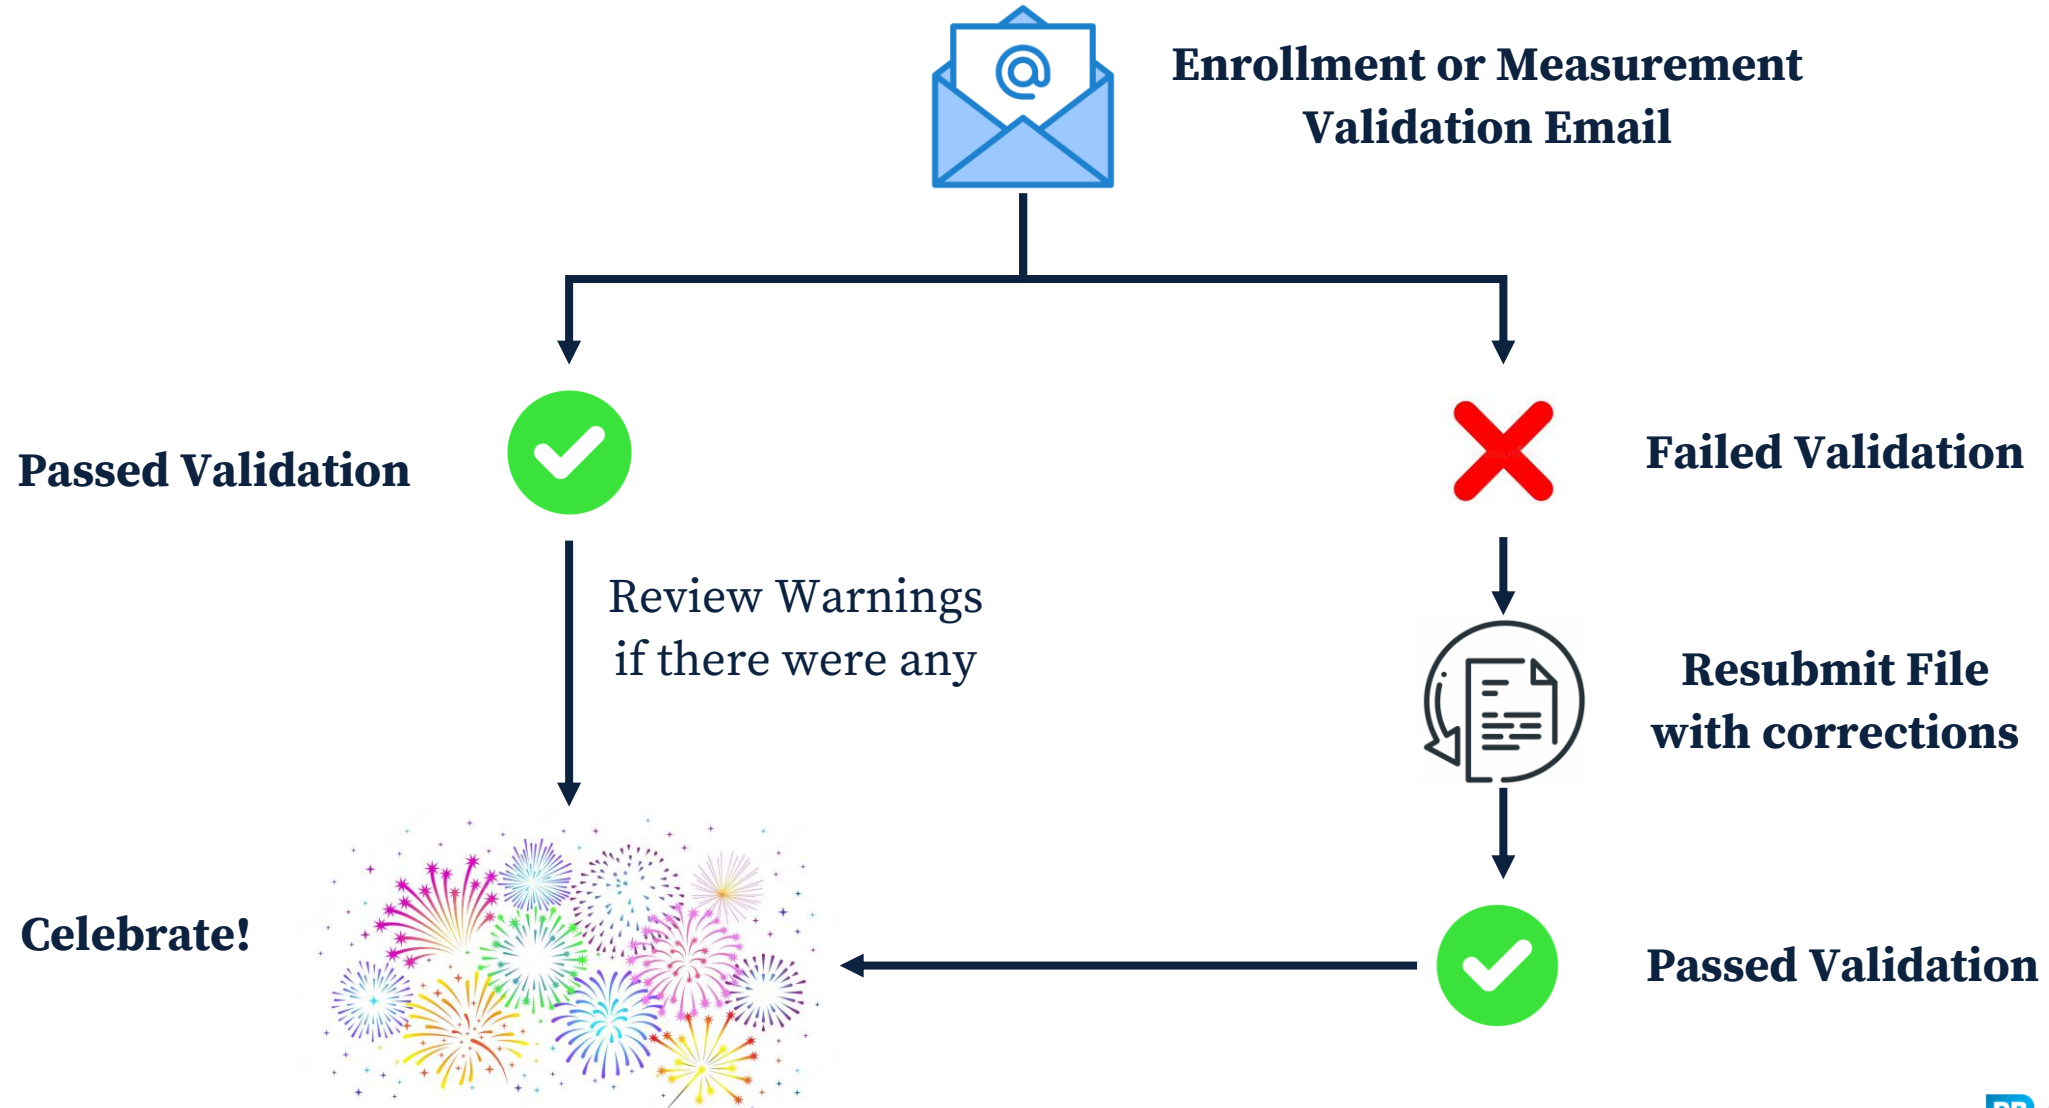 Enrollment or Measurement
Validation Email
Passed Validation
Failed Validation
Review Warnings
if there were any
Resubmit File
with corrections
Celebrate!
Passed Validation